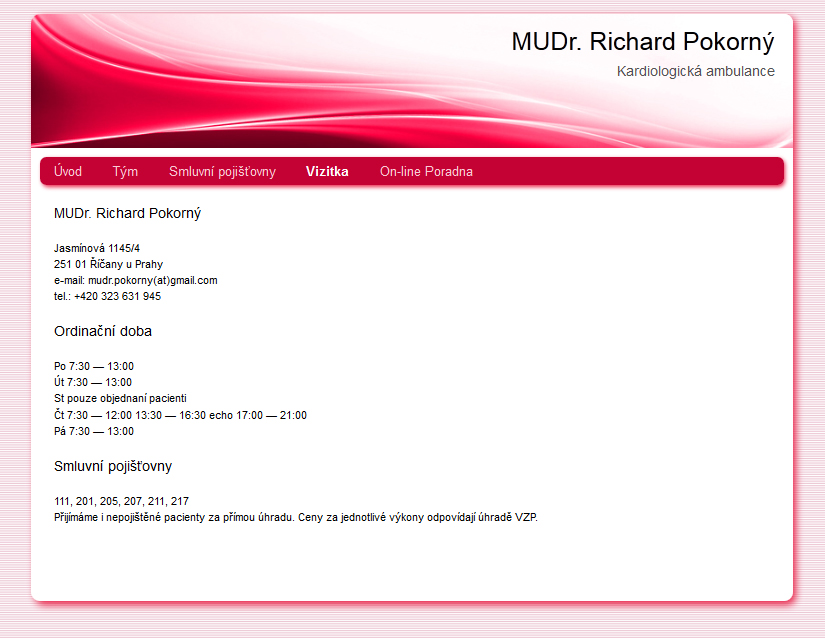 MUDr. Richard Pokorný
Kardiologická ambulance
Úvod Tým Smluvní pojišťovny Vizitka On-line Poradna
MUDr. Richard Pokorný
Jasmínová 1145/4
251 01 Říčany u Prahy
e-mail: mudr.pokorny(at)gmail.com
tel.: +420 323 631 945
Ordinační doba
Po 7:30 — 13:00
Út 7:30 — 13:00
St pouze objednaní pacienti
Čt 7:30 — 12:00 13:30 — 16:30 echo 17:00 — 21:00
Pá 7:30 — 13:00
Smluvní pojišťovny
111, 201, 205, 207, 211, 217
Přijímáme i nepojištěné pacienty za přímou úhradu. Ceny za jednotlivé výkony odpovídají úhradě VZP.